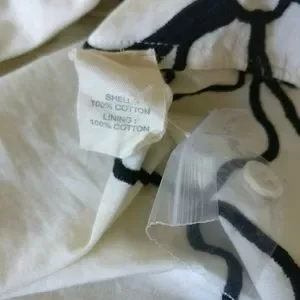 SHELL :
100% COTTON
LINING :
100% COTTON